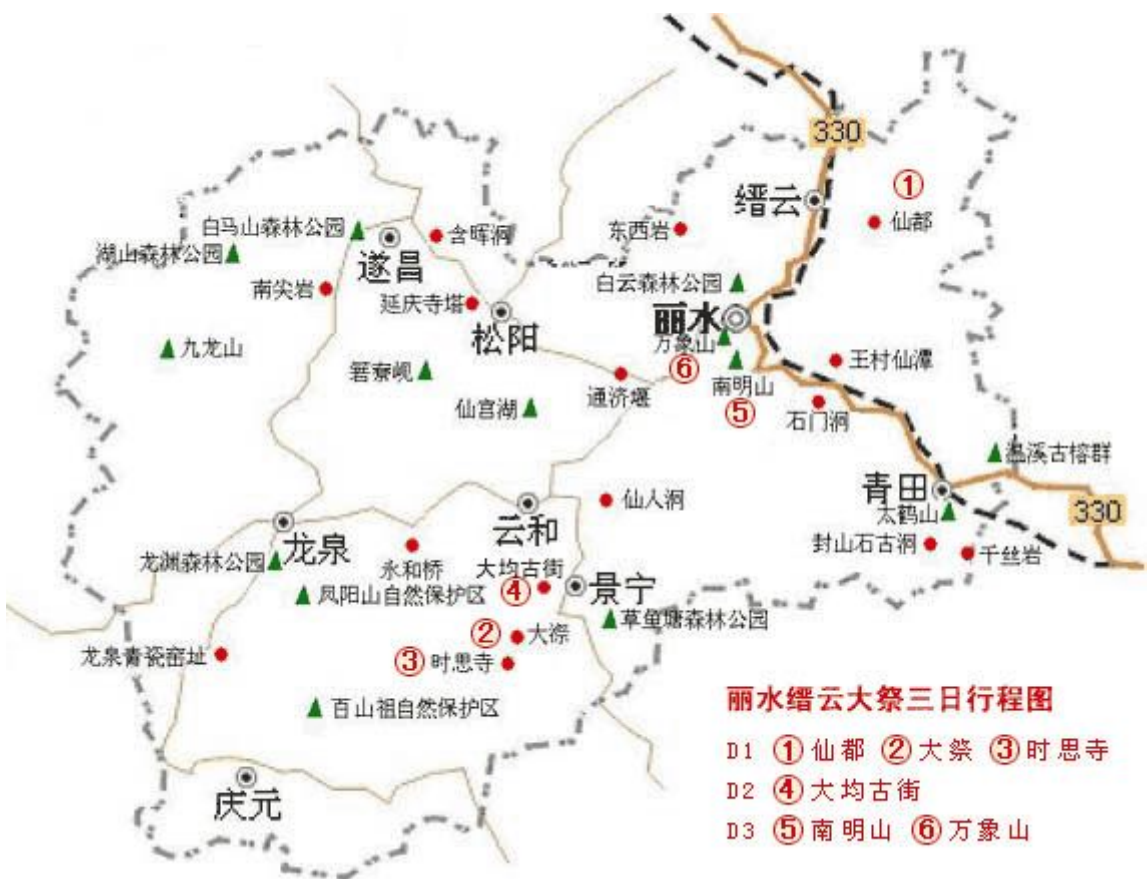 330
①
缙云
仙都
白马山森林公园
含晖洞
东西岩
湖山森林公园
遂昌
白云森林公园
南尖岩
延庆寺塔
丽水
松阳
万象山
九龙山
箬寮岘
通济堰
⑥
南明山
王村仙潭
仙宫湖
⑤
石门洞
温溪古榕群
青田
仙人洞
太鹤山
330
云和
龙泉
封山石古洞
千丝岩
龙渊森林公园
永和桥
大均古街
④
景宁
凤阳山自然保护区
草鱼塘森林公园
② 大漈
龙泉青瓷窑址
③ 时思寺
百山祖自然保护区
庆元
丽水缙云大祭三日行程图
D1 ①仙都 ②大祭 ③时思寺
D2 ④大均古街
D3 ⑤南明山 ⑥万象山